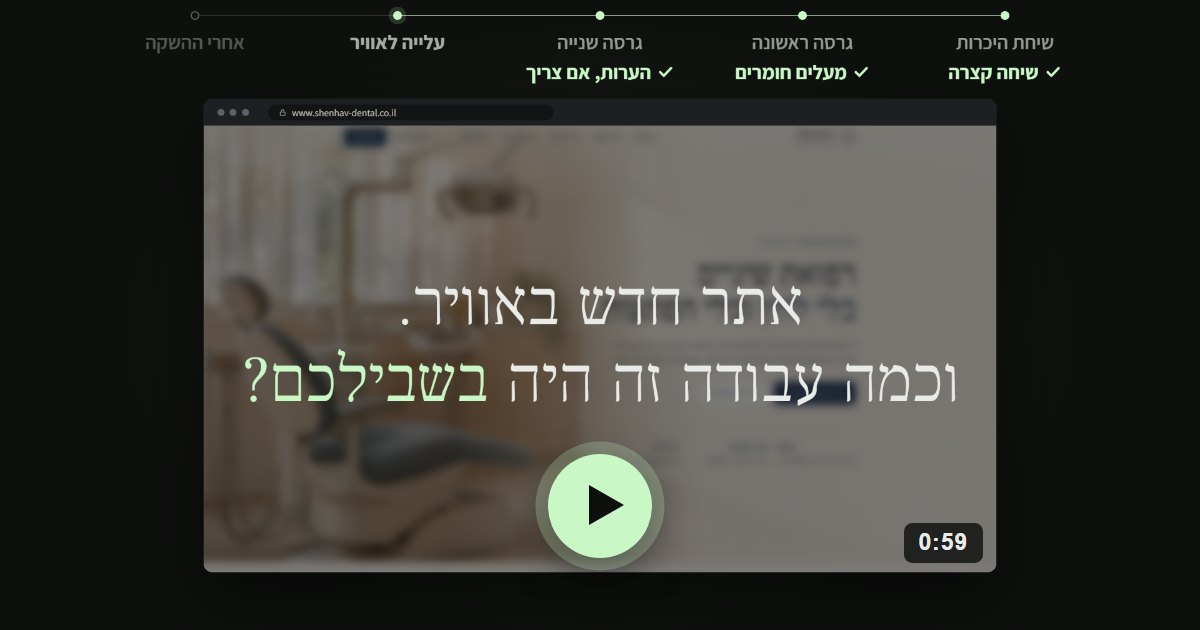 שיחת היכרות
גרסה ראשונה
גרסה שנייה
עלייה לאוויר
אחרי ההשקה
שיחה קצרה
מעלים חומרים
הערות, אם צריך
www.shenhav-dental.co.il
אתר חדש באוויר.
וכמה עבודה זה היה בשבילכם?
0:59